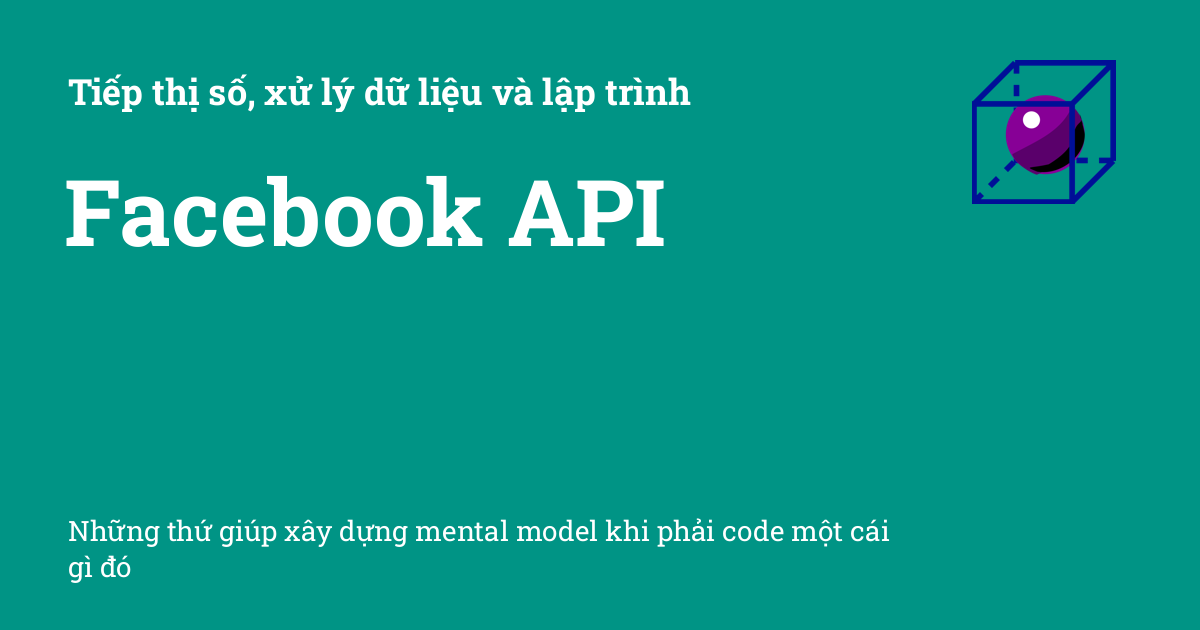 Tiếp thị số, xử lý dữ liệu và lập trình
Facebook API
Những thứ giúp xây dựng mental model khi phải code một cái
gì đó